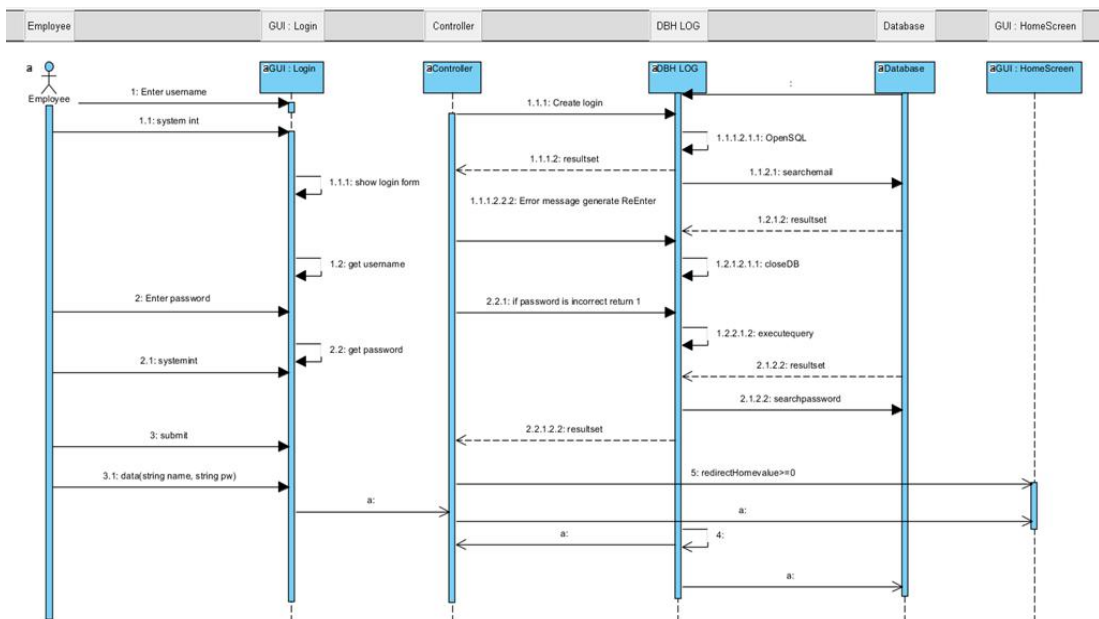 Employee GUI : Login Controller DBH LOG Database GUI : HomeScreen
a aGUI : Login aController aDBH LOG aDatabase aGUI : HomeScreen
Employee
1: Enter username
:
1.1.1: Create login
1.1: system int
1.1.1.2.1.1: OpenSQL
1.1.1.2: resultset
1.1.2.1: searchemail
1.1.1: show login form
1.1.1.2.2.2: Error message generate ReEnter
1.2.1.2: resultset
1.2: get username
1.2.1.2.1.1: closeDB
2: Enter password
2.2.1: if password is incorrect return 1
1.2.2.1.2: executequery
2.2: get password
2.1: systemint
2.1.2.2: resultset
2.1.2.2: searchpassword
2.2.1.2.2: resultset
3: submit
3.1: data(string name, string pw)
5: redirectHomevalue>=0
a:
a:
a:
4:
a: